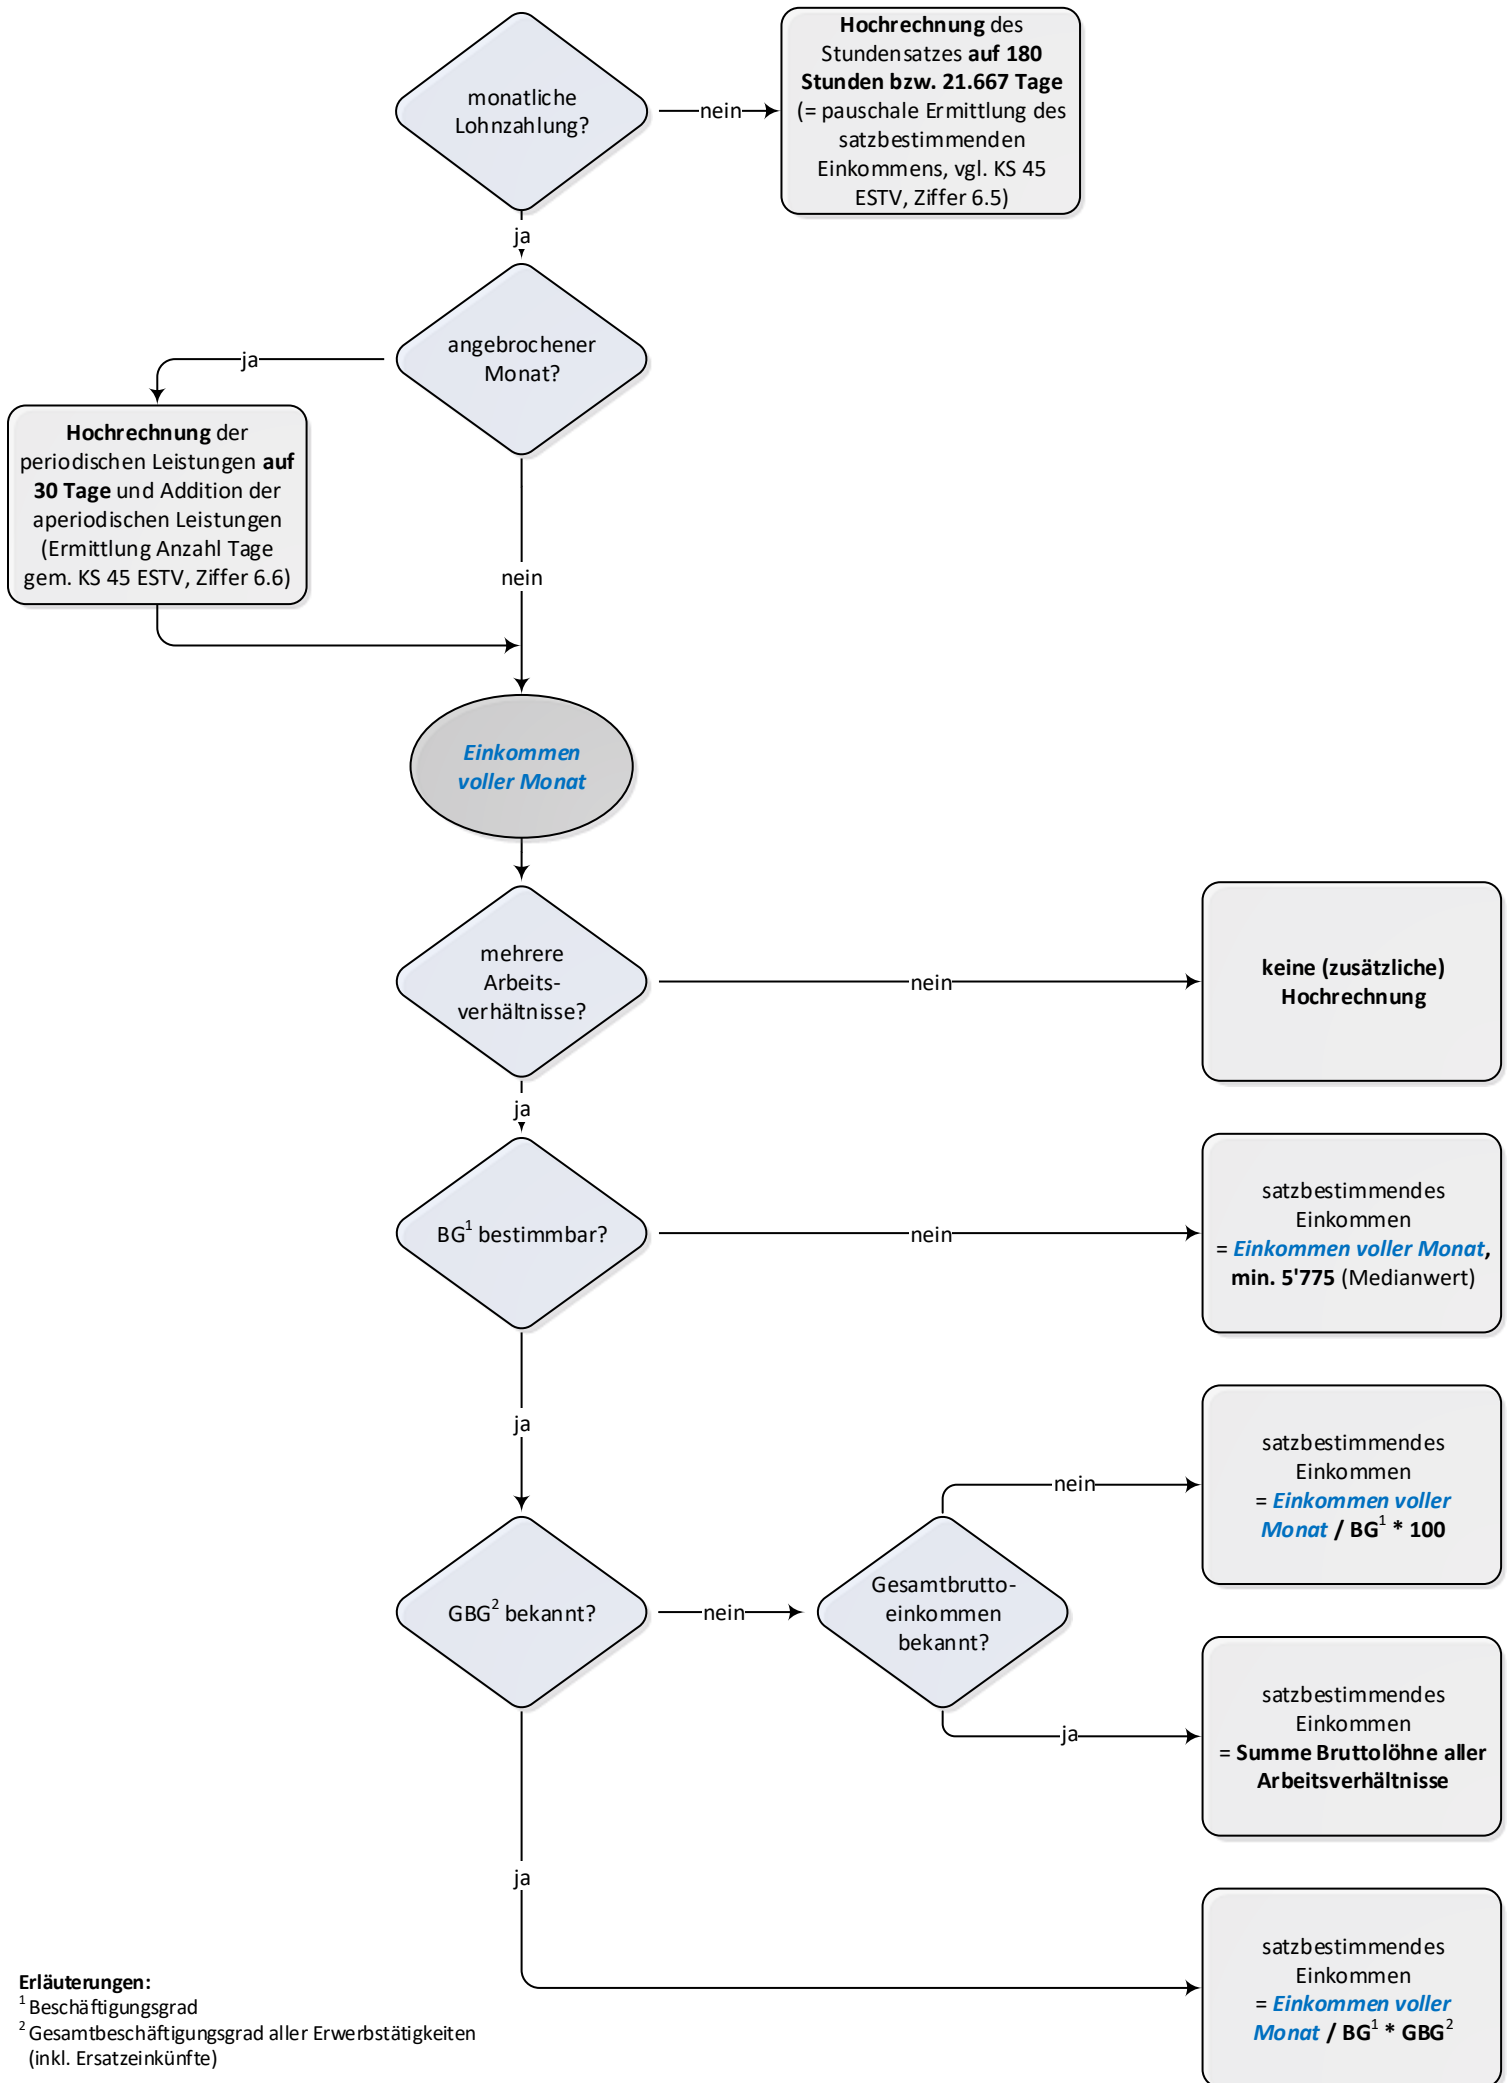 monatliche
Lohnzahlung?
nein
Hochrechnung des
Stundensatzes auf 180
Stunden bzw. 21.667 Tage
(= pauschale Ermittlung des
satzbestimmenden
Einkommens, vgl. KS 45
ESTV, Ziffer 6.5)
ja
angebrochener
Monat?
ja
Hochrechnung der
periodischen Leistungen auf
30 Tage und Addition der
aperiodischen Leistungen
(Ermittlung Anzahl Tage
gem. KS 45 ESTV, Ziffer 6.6)
nein
Einkommen
voller Monat
mehrere
Arbeits-
verhältnisse?
nein
keine (zusätzliche)
Hochrechnung
ja
BG¹ bestimmbar?
nein
satzbestimmendes
Einkommen
= Einkommen voller Monat,
min. 5'775 (Medianwert)
ja
GBG² bekannt?
nein
Gesamtbrutto-
einkommen
bekannt?
nein
satzbestimmendes
Einkommen
= Einkommen voller
Monat / BG¹ * 100
ja
satzbestimmendes
Einkommen
= Summe Bruttolöhne aller
Arbeitsverhältnisse
ja
satzbestimmendes
Einkommen
= Einkommen voller
Monat / BG¹ * GBG²
Erläuterungen:
¹ Beschäftigungsgrad
² Gesamtbeschäftigungsgrad aller Erwerbstätigkeiten
(inkl. Ersatzeinkünfte)